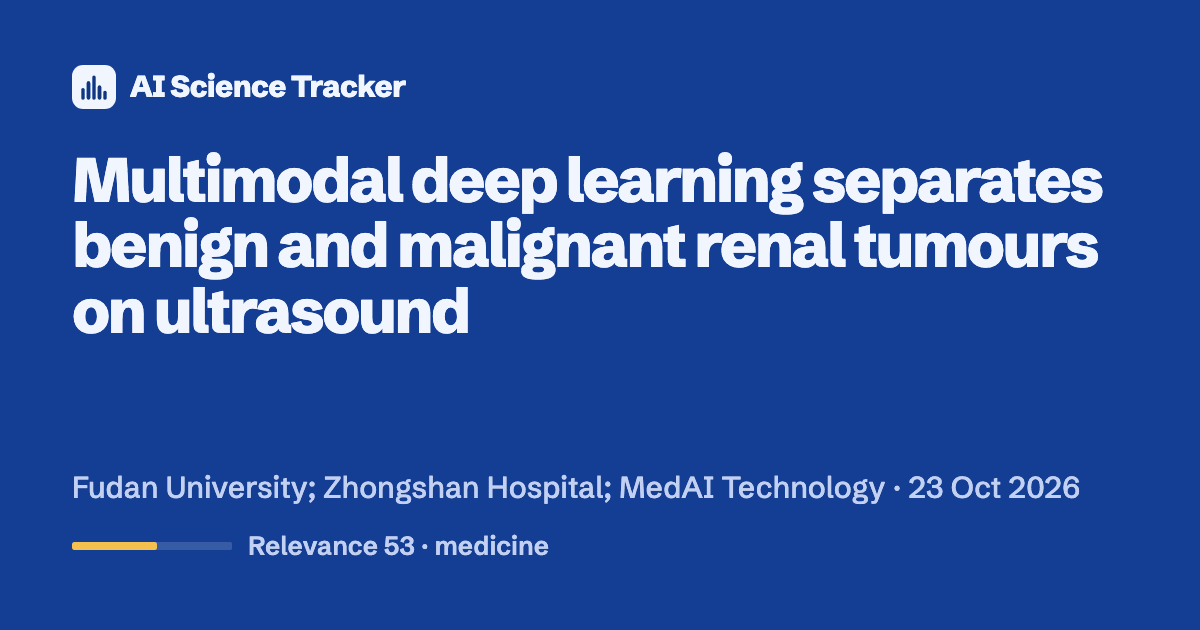 AI Science Tracker
Multimodal deep learning separates
benign and malignant renal tumours
on ultrasound
Fudan University; Zhongshan Hospital; MedAI Technology · 23 Oct 2026
Relevance 53 · medicine